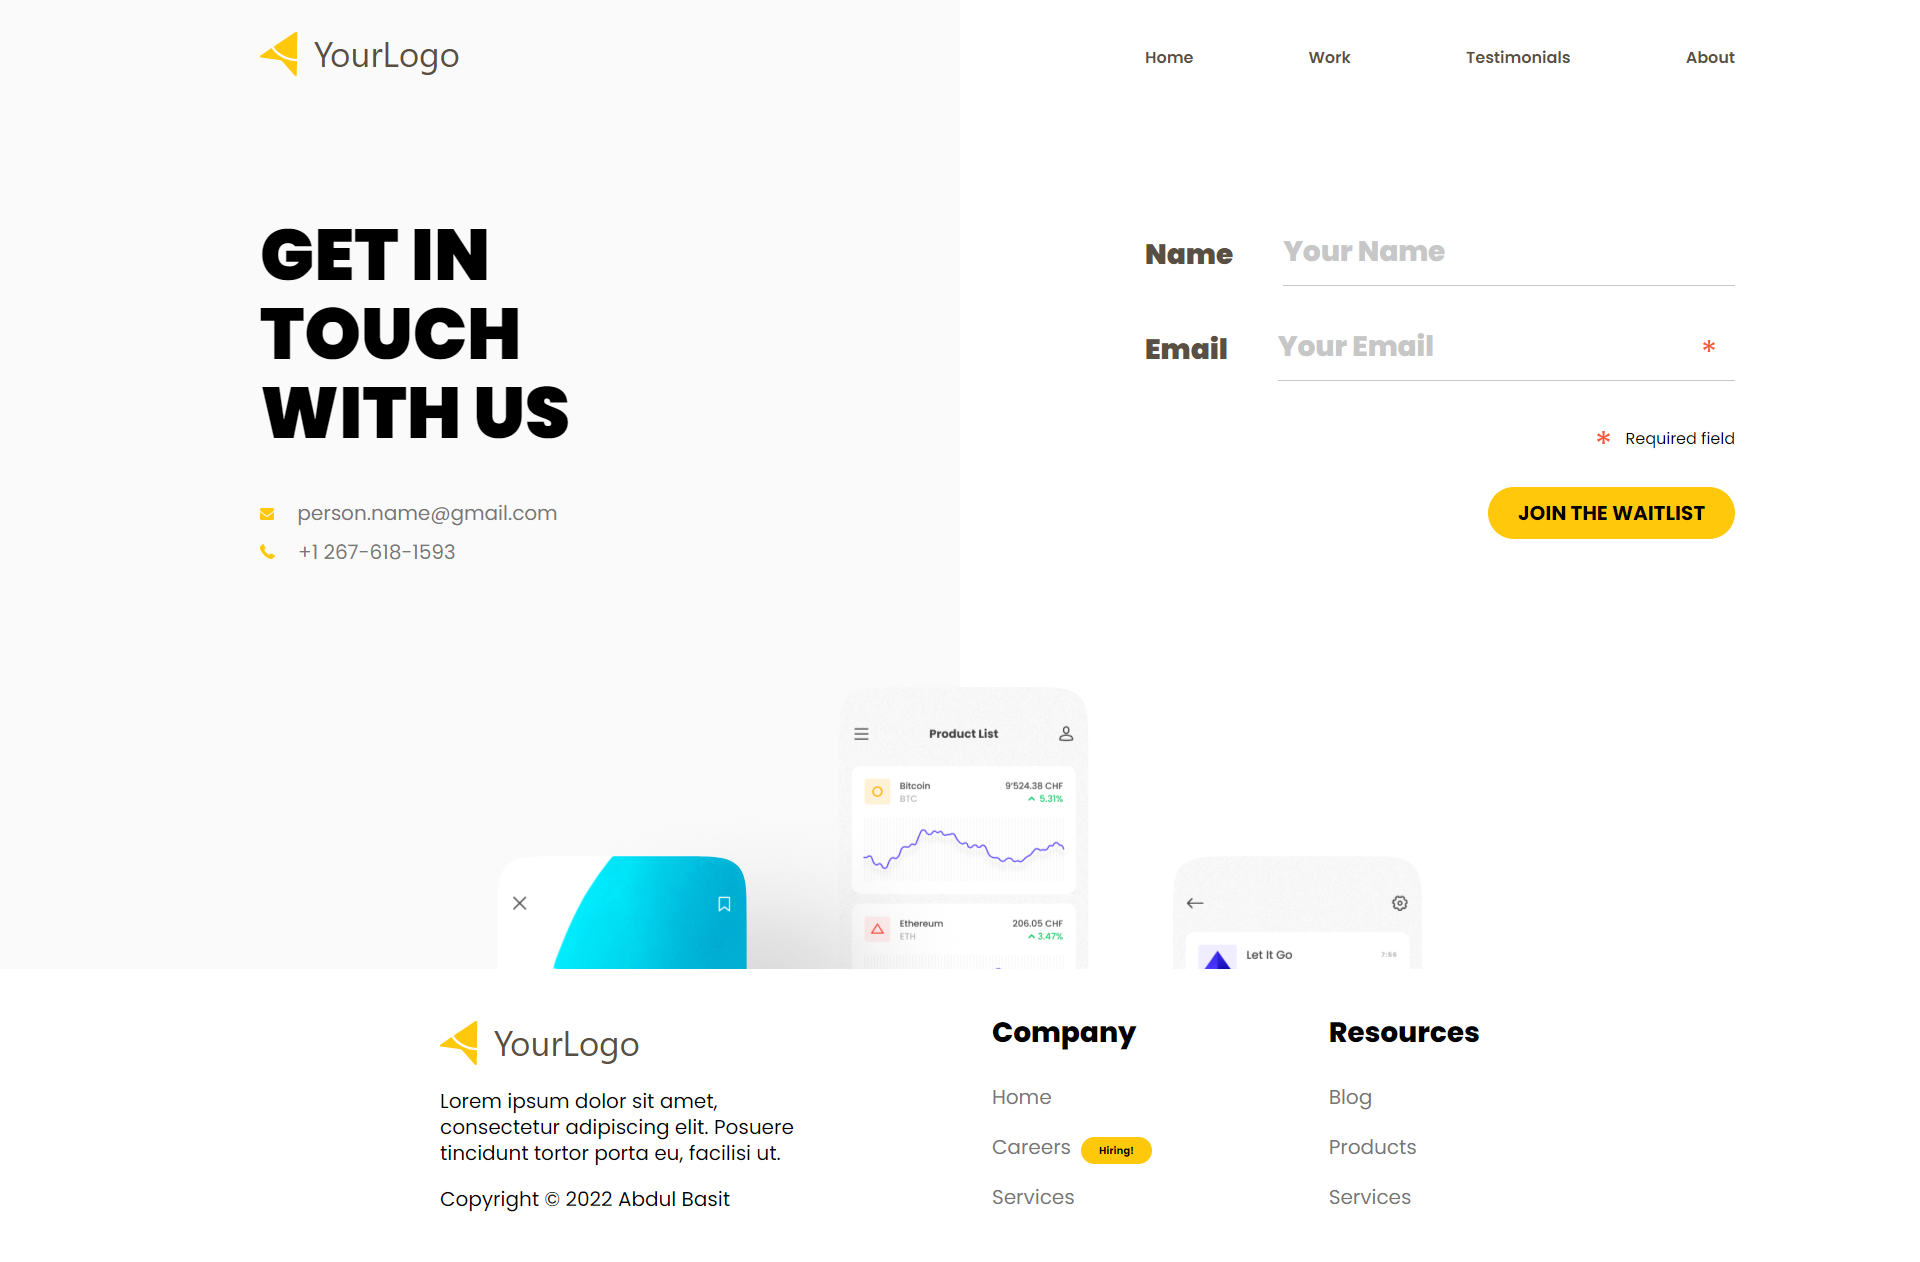 YourLogo
Home
Work
Testimonials
About
GET IN
TOUCH
WITH US
person.name@gmail.com
+1 267-618-1593
Name
Your Name
Email
Your Email
*
* Required field
JOIN THE WAITLIST
Product List
Bitcoin
9'524.38 CHF
BTC
5.31%
Ethereum
206.05 CHF
ETH
3.47%
Let It Go
7:56
YourLogo
Lorem ipsum dolor sit amet,
consectetur adipiscing elit. Posuere
tincidunt tortor porta eu, facilisi ut.
Copyright © 2022 Abdul Basit
Company
Home
Careers
Hiring!
Services
Resources
Blog
Products
Services